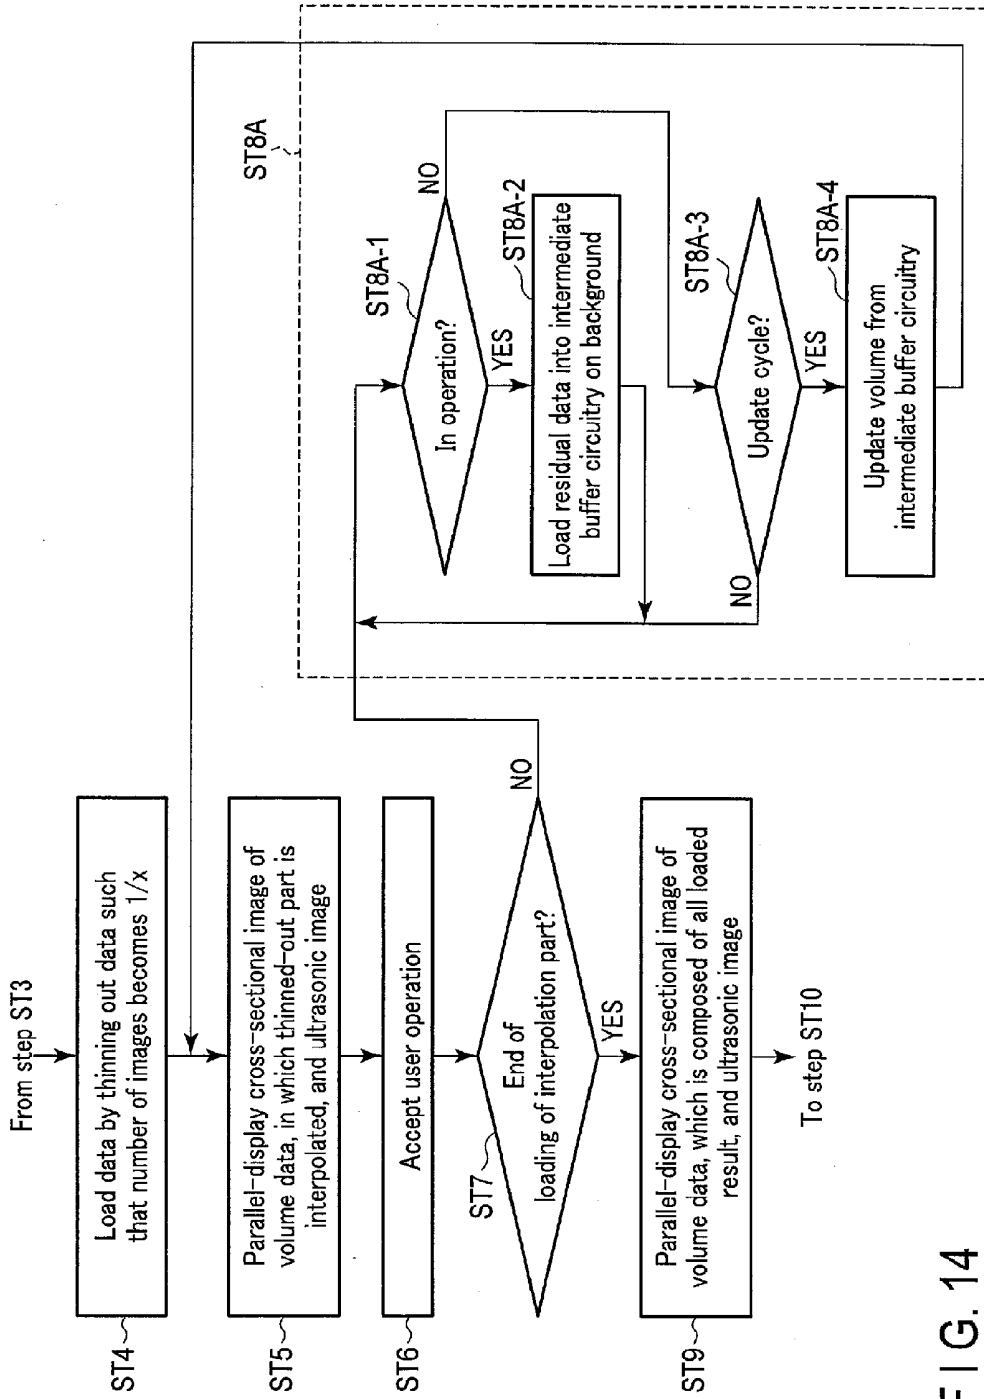 From step ST3
ST4
Load data by thinning out data such
that number of images becomes 1/x
ST5
Parallel-display cross-sectional image of
volume data, in which thinned-out part is
interpolated, and ultrasonic image
ST6
Accept user operation
ST7
End of
loading of interpolation part?
NO
YES
ST9
Parallel-display cross-sectional image of
volume data, which is composed of all loaded
result, and ultrasonic image
To step ST10
ST8A
ST8A-1
In operation?
NO
YES
ST8A-2
Load residual data into intermediate
buffer circuitry on background
ST8A-3
Update cycle?
NO
YES
ST8A-4
Update volume from
intermediate buffer circuitry
FIG. 14